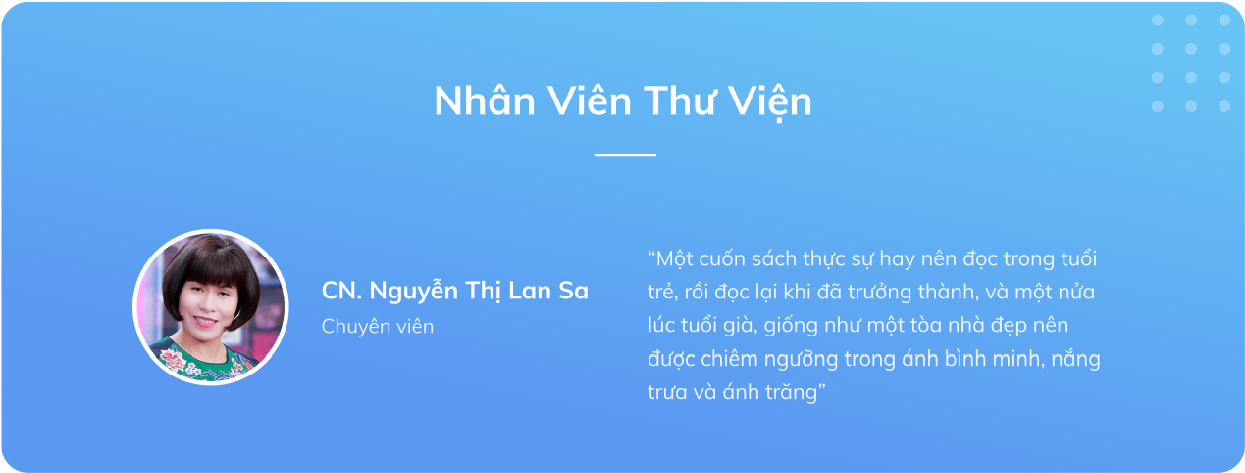 Nhân Viên Thư Viện
CN. Nguyễn Thị Lan Sa
Chuyên viên
“Một cuốn sách thực sự hay nên đọc trong tuổi
trẻ, rồi đọc lại khi đã trưởng thành, và một nửa
lúc tuổi già, giống như một tòa nhà đẹp nên
được chiêm ngưỡng trong ánh bình minh, nắng
trưa và ánh trăng”